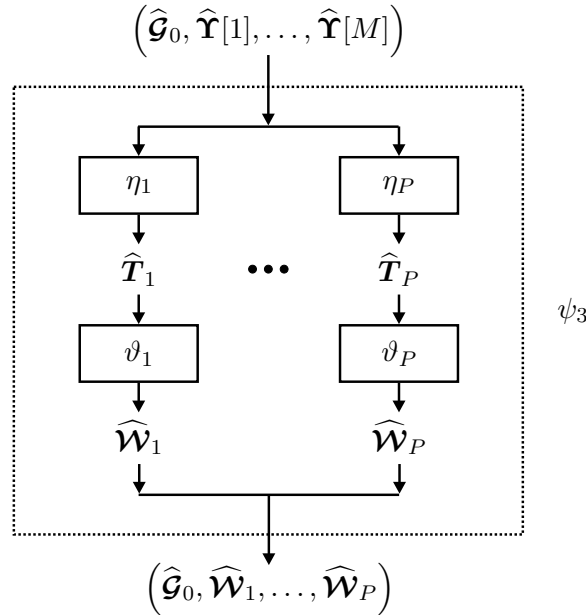 (𝓖̂₀, 𝚼̂[1], . . . , 𝚼̂[M])
η₁ η_P
𝑻̂₁ ••• 𝑻̂_P
ψ₃
ϑ₁ ϑ_P
𝓦̂₁ 𝓦̂_P
(𝓖̂₀, 𝓦̂₁, . . . , 𝓦̂_P)